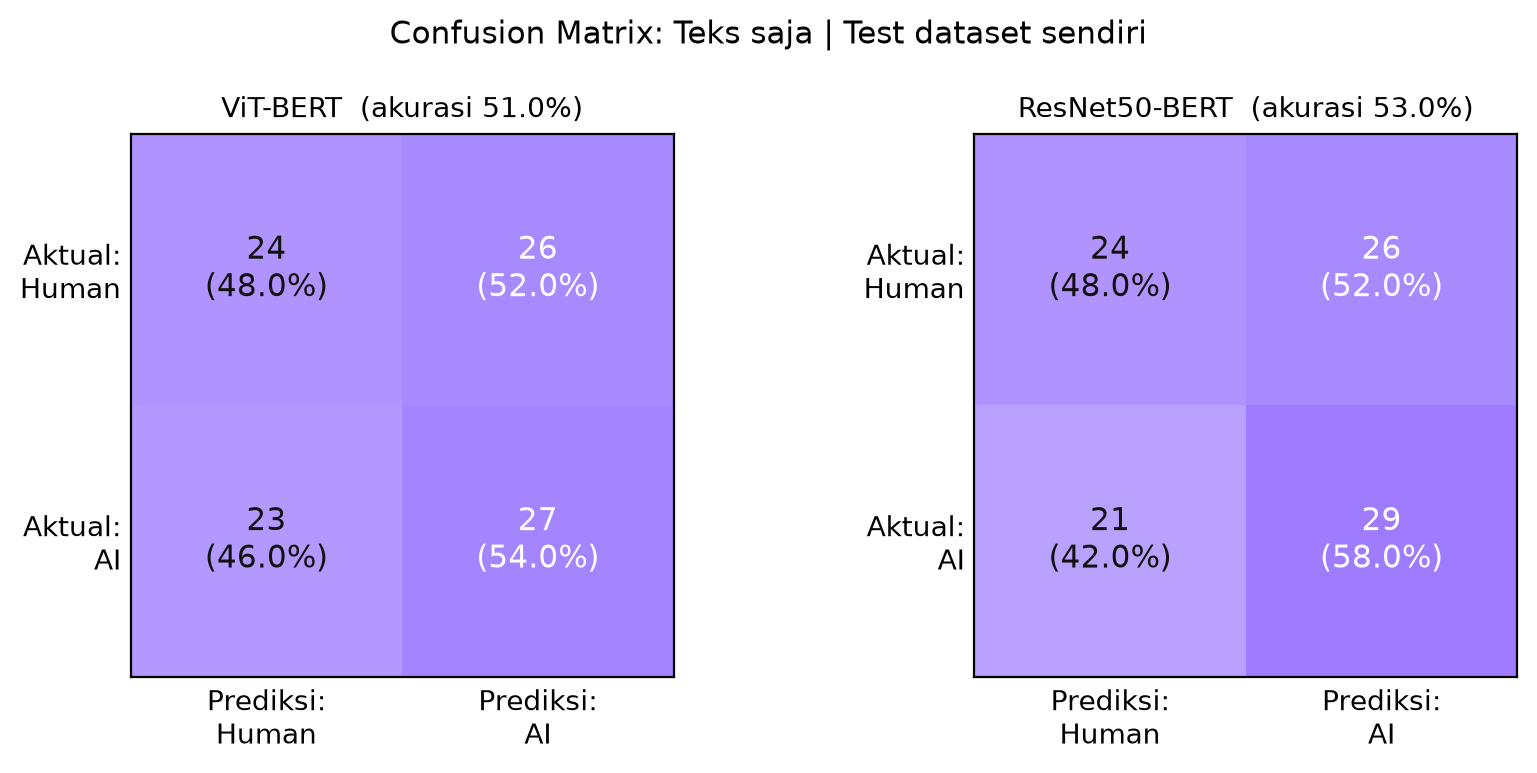 Confusion Matrix: Teks saja | Test dataset sendiri
ViT-BERT (akurasi 51.0%)
Aktual:
Human
24
(48.0%)
26
(52.0%)
Aktual:
AI
23
(46.0%)
27
(54.0%)
Prediksi:
Human
Prediksi:
AI
ResNet50-BERT (akurasi 53.0%)
Aktual:
Human
24
(48.0%)
26
(52.0%)
Aktual:
AI
21
(42.0%)
29
(58.0%)
Prediksi:
Human
Prediksi:
AI